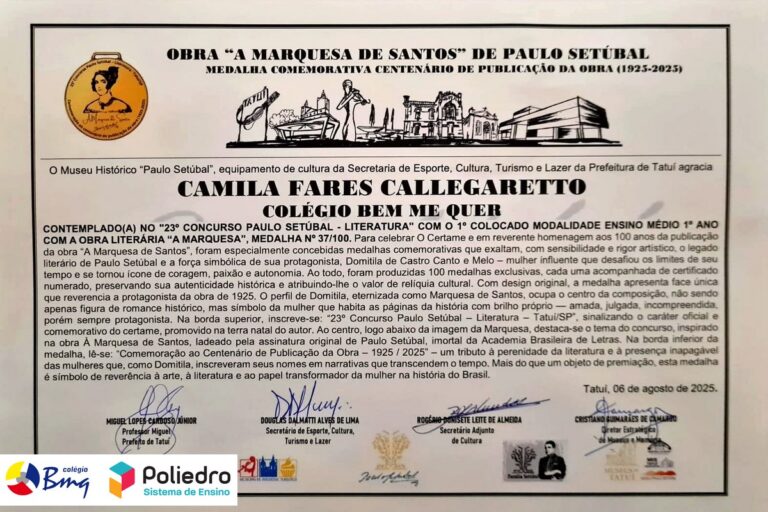 OBRA “A MARQUESA DE SANTOS” DE PAULO SETÚBAL
MEDALHA COMEMORATIVA CENTENÁRIO DE PUBLICAÇÃO DA OBRA (1925-2025)
TATUÍ
O Museu Histórico “Paulo Setúbal”, equipamento de cultura da Secretaria de Esporte, Cultura, Turismo e Lazer da Prefeitura de Tatuí agracia
CAMILA FARES CALLEGARETTO
COLÉGIO BEM ME QUER
CONTEMPLADO(A) NO "23º CONCURSO PAULO SETÚBAL - LITERATURA" COM O 1º COLOCADO MODALIDADE ENSINO MÉDIO 1º ANO
COM A OBRA LITERÁRIA “A MARQUESA”, MEDALHA Nº 37/100. Para celebrar O Certame e em reverente homenagem aos 100 anos da publicação
da obra “A Marquesa de Santos”, foram especialmente concebidas medalhas comemorativas que exaltam, com sensibilidade e rigor artístico, o legado
literário de Paulo Setúbal e a força simbólica de sua protagonista, Domitila de Castro Canto e Melo – mulher influente que desafiou os limites de seu
tempo e se tornou ícone de coragem, paixão e autonomia. Ao todo, foram produzidas 100 medalhas exclusivas, cada uma acompanhada de certificado
numerado, preservando sua autenticidade histórica e atribuindo-lhe o valor de relíquia cultural. Com design original, a medalha apresenta face única
que reverencia a protagonista da obra de 1925. O perfil de Domitila, eternizada como Marquesa de Santos, ocupa o centro da composição, não sendo
apenas figura de romance histórico, mas símbolo da mulher que habita as páginas da história com brilho próprio — amada, julgada, incompreendida,
porém sempre protagonista. Na borda superior, inscreve-se: “23º Concurso Paulo Setúbal – Literatura – Tatuí/SP”, sinalizando o caráter oficial e
comemorativo do certame, promovido na terra natal do autor. Ao centro, logo abaixo da imagem da Marquesa, destaca-se o tema do concurso, inspirado
na obra À Marquesa de Santos, ladeado pela assinatura original de Paulo Setúbal, imortal da Academia Brasileira de Letras. Na borda inferior da
medalha, lê-se: “Comemoração ao Centenário de Publicação da Obra – 1925 / 2025” – um tributo à perenidade da literatura e à presença inapagável
das mulheres que, como Domitila, inscreveram seus nomes em narrativas que transcendem o tempo. Mais do que um objeto de premiação, esta medalha
é símbolo de reverência à arte, à literatura e ao papel transformador da mulher na história do Brasil.
Tatuí, 06 de agosto de 2025.
MIGUEL LOPES CARDOSO JÚNIOR
Professor Miguel
Prefeito de Tatuí
DOUGLAS DALMATTI ALVES DE LIMA
Secretário de Esporte, Cultura,
Turismo e Lazer
ROGÉRIO DONISETE LEITE DE ALMEIDA
Secretário Adjunto
de Cultura
CRISTIANO GUIMARÃES DE CAMARGO
Diretor Estratégico
de Museus e Memória
colégio
Bmq
Poliedro
Sistema de Ensino
TATUÍ